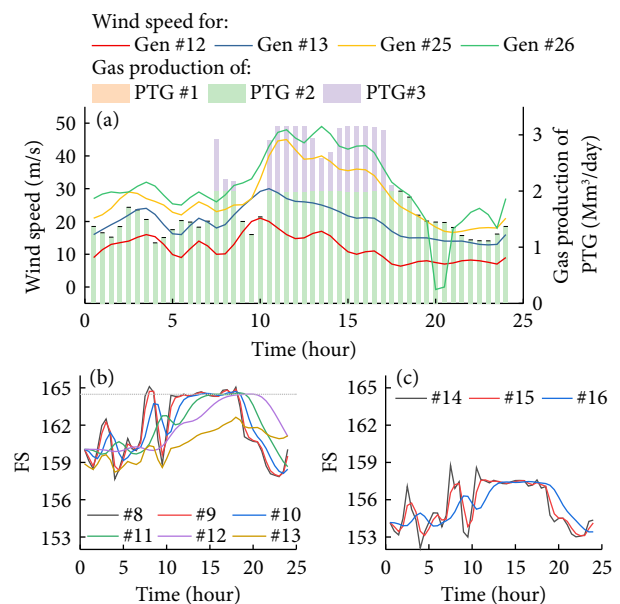 Wind speed for:
Gen #12 Gen #13 Gen #25 Gen #26
Gas production of:
PTG #1 PTG #2 PTG#3
(a)
Wind speed (m/s)
50
40
30
20
10
0
Gas production of
PTG (Mmm³/day)
3
2
1
0
0 5 10 15 20 25
Time (hour)
(b)
FS
165
162
159
156
153
#8 #9 #10
#11 #12 #13
0 5 10 15 20 25
Time (hour)
(c)
FS
165
162
159
156
153
#14 #15 #16
0 5 10 15 20 25
Time (hour)